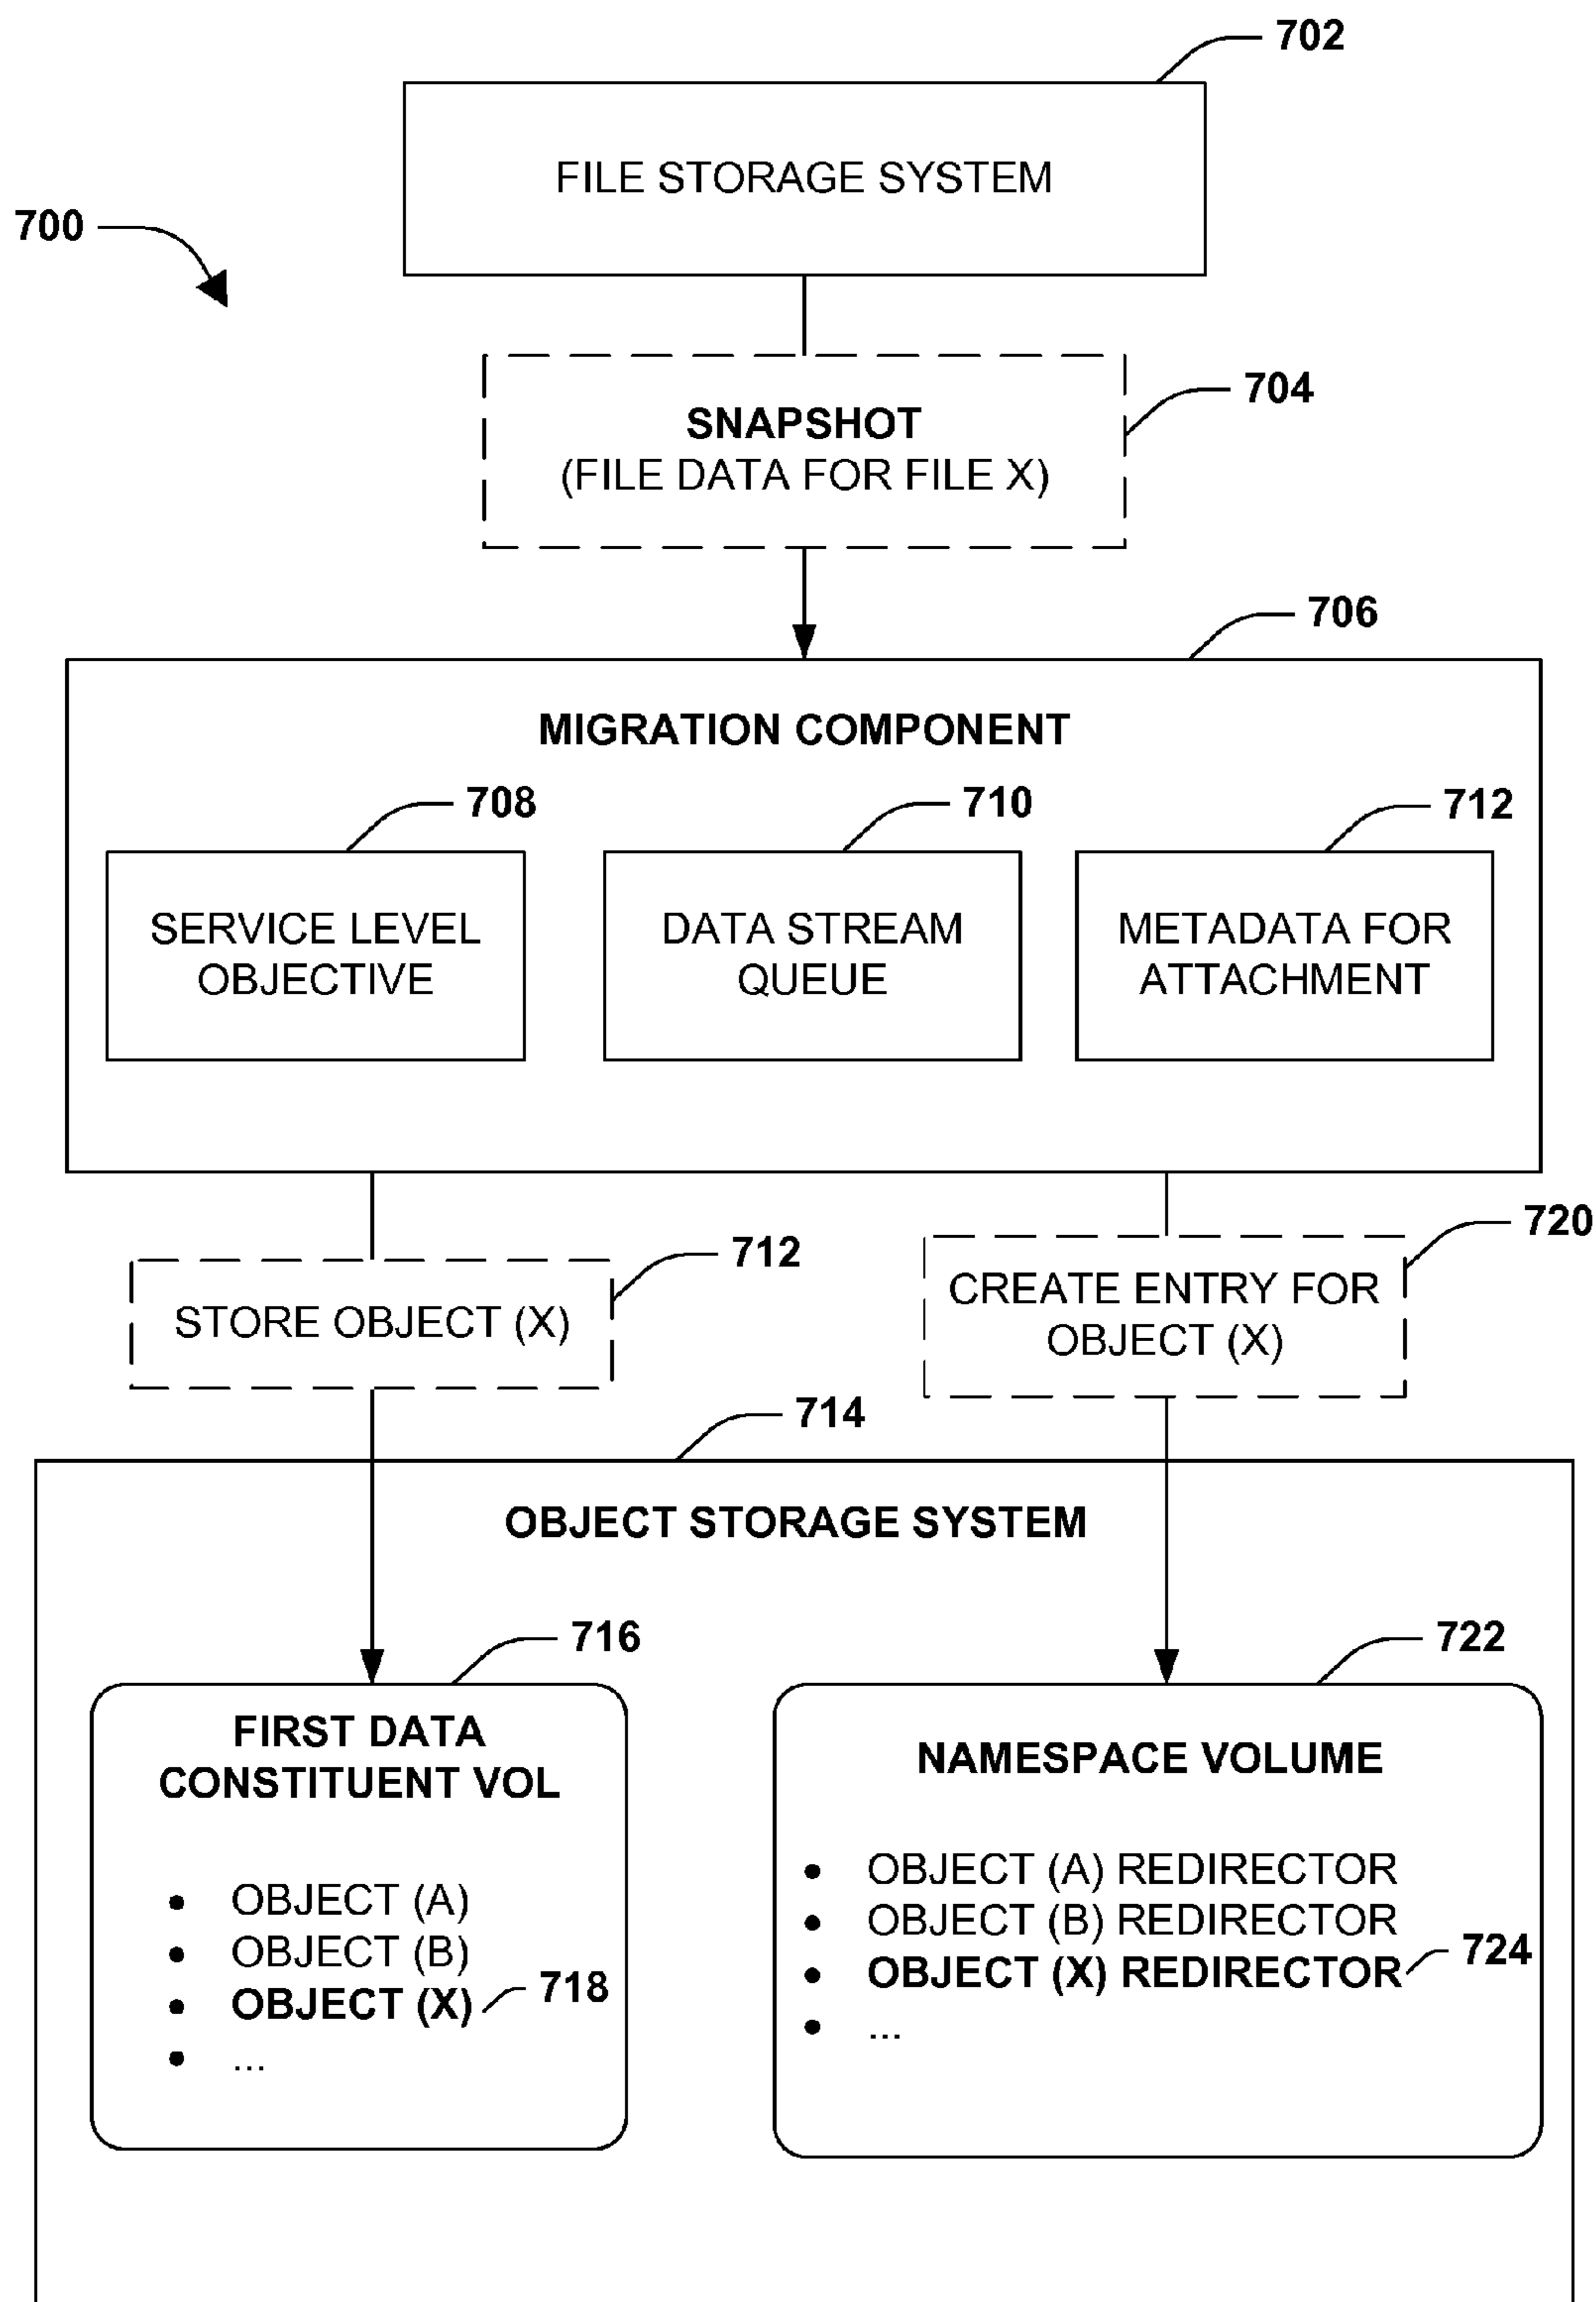 702
FILE STORAGE SYSTEM
700
704
SNAPSHOT
(FILE DATA FOR FILE X)
706
MIGRATION COMPONENT
708
710
712
SERVICE LEVEL
OBJECTIVE
DATA STREAM
QUEUE
METADATA FOR
ATTACHMENT
712
STORE OBJECT (X)
720
CREATE ENTRY FOR
OBJECT (X)
714
OBJECT STORAGE SYSTEM
716
FIRST DATA
CONSTITUENT VOL
• OBJECT (A)
• OBJECT (B)
• OBJECT (X)
718
• ...
722
NAMESPACE VOLUME
• OBJECT (A) REDIRECTOR
• OBJECT (B) REDIRECTOR
• OBJECT (X) REDIRECTOR
724
• ...